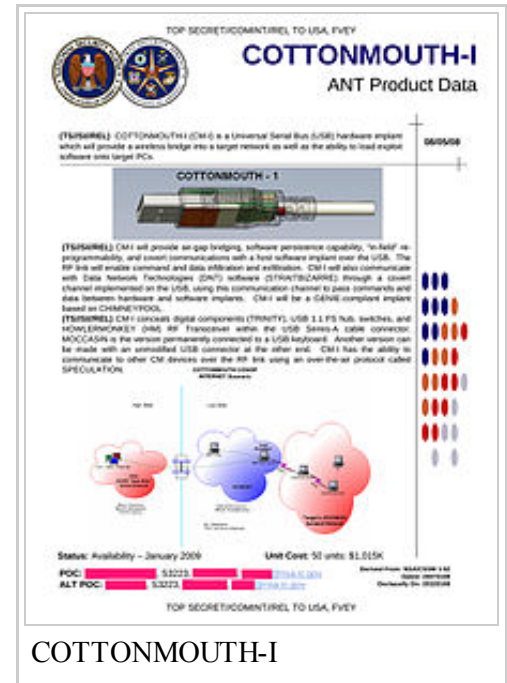 TOP SECRET//COMINT//REL TO USA, FVEY
COTTONMOUTH-I
ANT Product Data
(TS//SI//REL) COTTONMOUTH-I (CM-I) is a Universal Serial Bus (USB) hardware implant
which will provide a wireless bridge into a target network as well as the ability to load exploit
software onto target PCs.
08/05/08
COTTONMOUTH - 1
(TS//SI//REL) CM-I will provide air-gap bridging, software persistence capability, "in-field" re-
programmability, and covert communications with a host software implant over the USB. The
RF link will enable command and data infiltration and exfiltration. CM-I will also communicate
with Data Network Technologies (DNT) software (STRAITBIZARRE) through a covert
channel implemented on the USB, using this communication channel to pass commands and
data between hardware and software implants. CM-I will be a GENIE-compliant implant
based on CHIMNEYPOOL.
(TS//SI//REL) CM-I conceals digital components (TRINITY), USB 1.1 FS hub, switches, and
HOWLERMONKEY (HM) RF Transceiver within the USB Series-A cable connector.
MOCCASIN is the version permanently connected to a USB keyboard. Another version can
be made with an unmodified USB connector at the other end. CM-I has the ability to
communicate to other CM devices over the RF link using an over-the-air protocol called
SPECULATION.
INTERNET Scenario
Status: Availability – January 2009
Unit Cost: 50 units: $1,015K
POC: S3223,
ALT POC: S3223,
TOP SECRET//COMINT//REL TO USA, FVEY
COTTONMOUTH-I